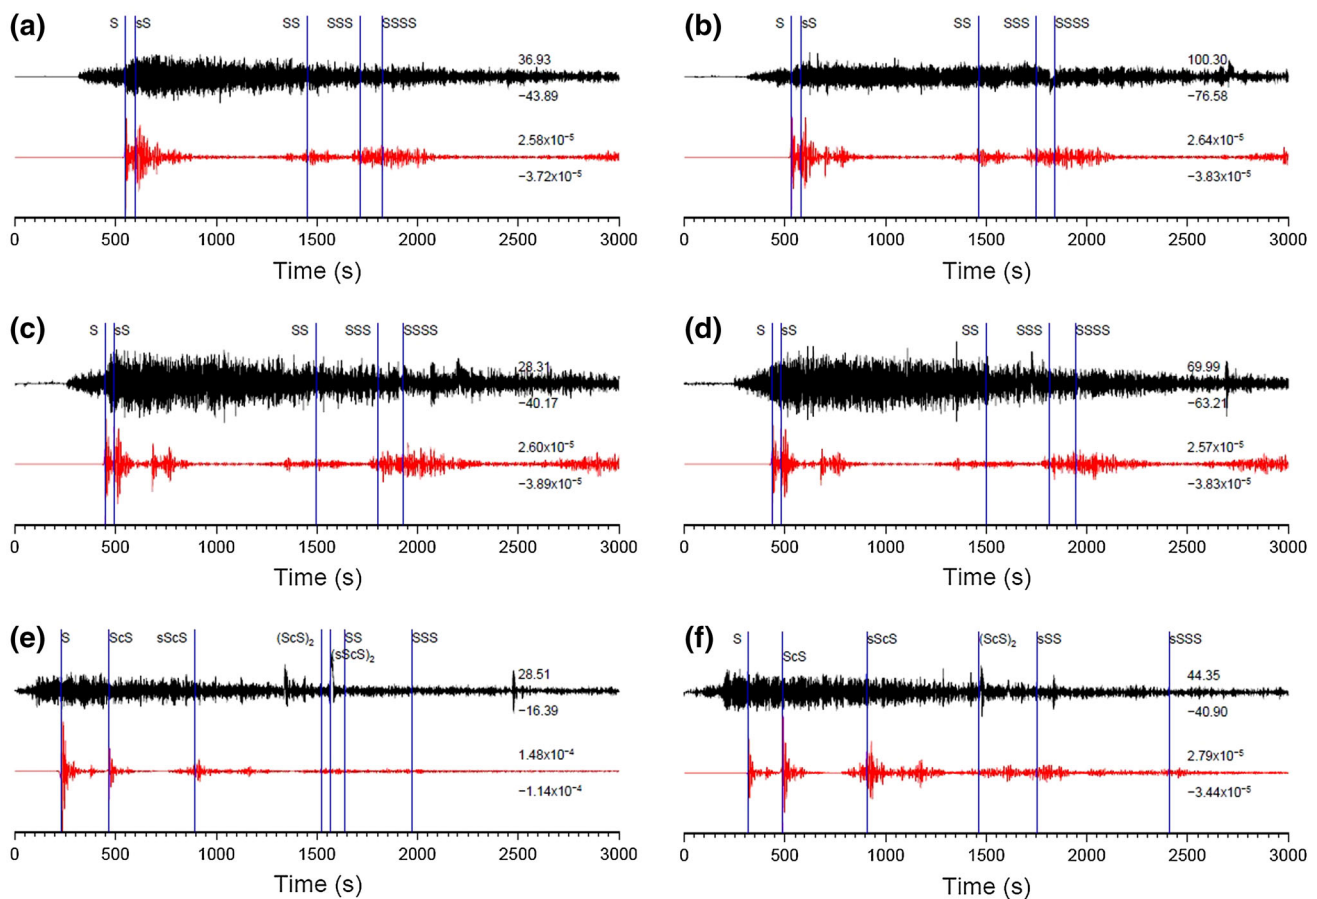 (a)
S sS SS SSS SSSS
36.93
−43.89
2.58x10⁻⁵
−3.72x10⁻⁵
0 500 1000 1500 2000 2500 3000
Time (s)
(b)
S sS SS SSS SSSS
100.30
−76.58
2.64x10⁻⁵
−3.83x10⁻⁵
0 500 1000 1500 2000 2500 3000
Time (s)
(c)
S sS SS SSS SSSS
28.31
−40.17
2.60x10⁻⁵
−3.89x10⁻⁵
0 500 1000 1500 2000 2500 3000
Time (s)
(d)
S sS SS SSS SSSS
69.99
−63.21
2.57x10⁻⁵
−3.83x10⁻⁵
0 500 1000 1500 2000 2500 3000
Time (s)
(e)
S ScS sScS (ScS)₂ SS SSS
(sScS)₂
28.51
−16.39
1.48x10⁻⁴
−1.14x10⁻⁴
0 500 1000 1500 2000 2500 3000
Time (s)
(f)
S sScS (ScS)₂ sSS sSSS
ScS
44.35
−40.90
2.79x10⁻⁵
−3.44x10⁻⁵
0 500 1000 1500 2000 2500 3000
Time (s)